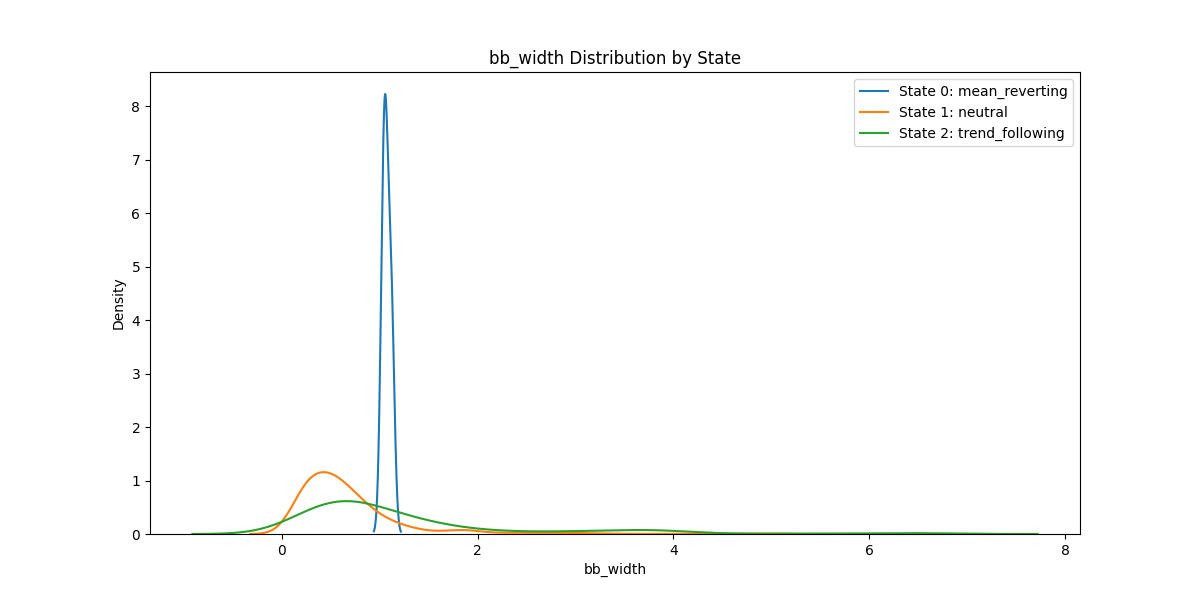 bb_width Distribution by State
State 0: mean_reverting
State 1: neutral
State 2: trend_following
Density
8
7
6
5
4
3
2
1
0
0 2 4 6 8
bb_width